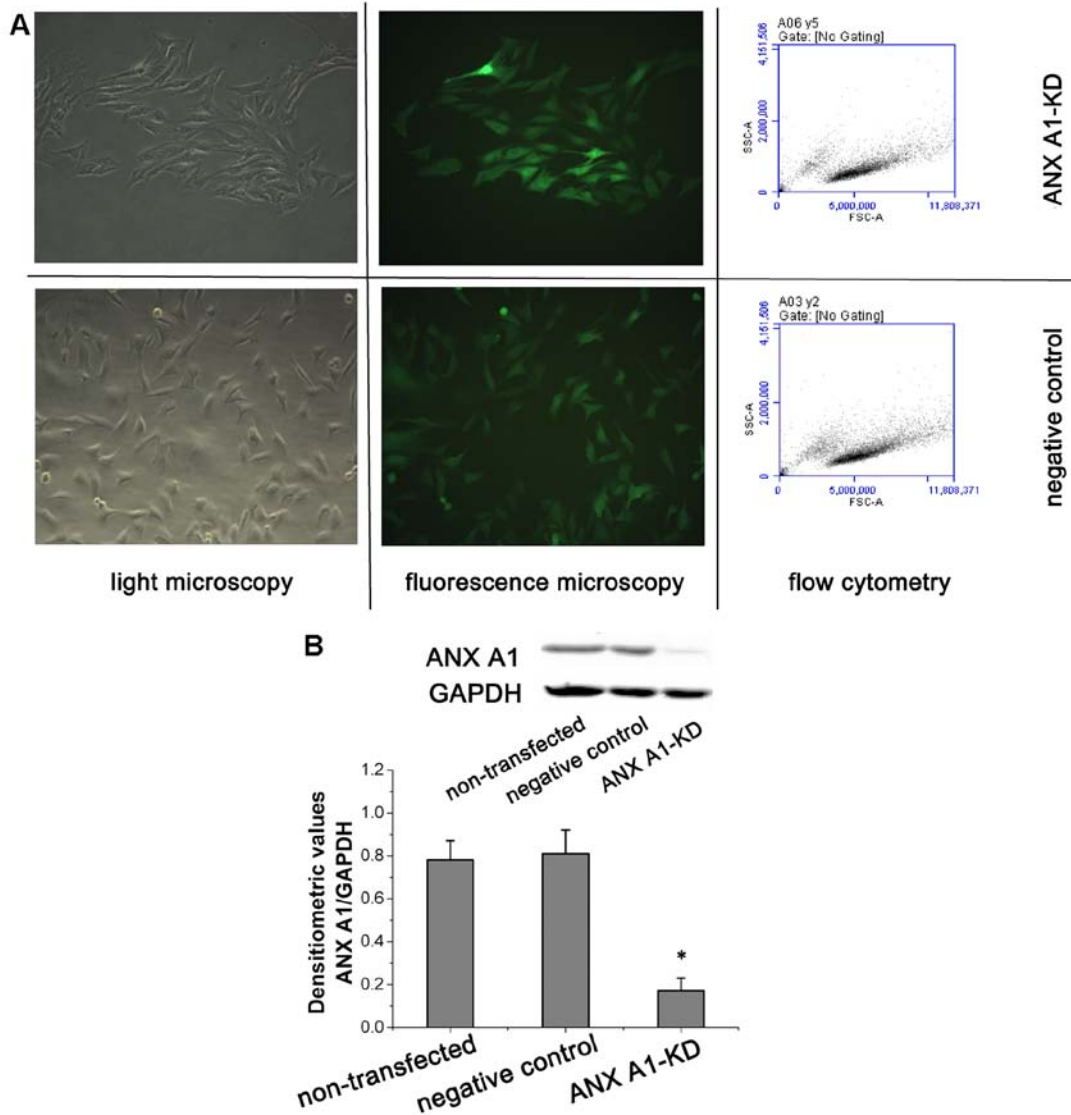 A
A06 y5
Gate: [No Gating]
4,151,506
2,000,000
0
SSC-A
0 5,000,000 11,808,371
FSC-A
ANX A1-KD
A03 y2
Gate: [No Gating]
4,151,506
2,000,000
0
SSC-A
0 5,000,000 11,808,371
FSC-A
negative control
light microscopy
fluorescence microscopy
flow cytometry
B
ANX A1
GAPDH
non-transfected
negative control
ANX A1-KD
Densitiometric values
ANX A1/GAPDH
1.2
1.0
0.8
0.6
0.4
0.2
0.0
*
non-transfected
negative control
ANX A1-KD